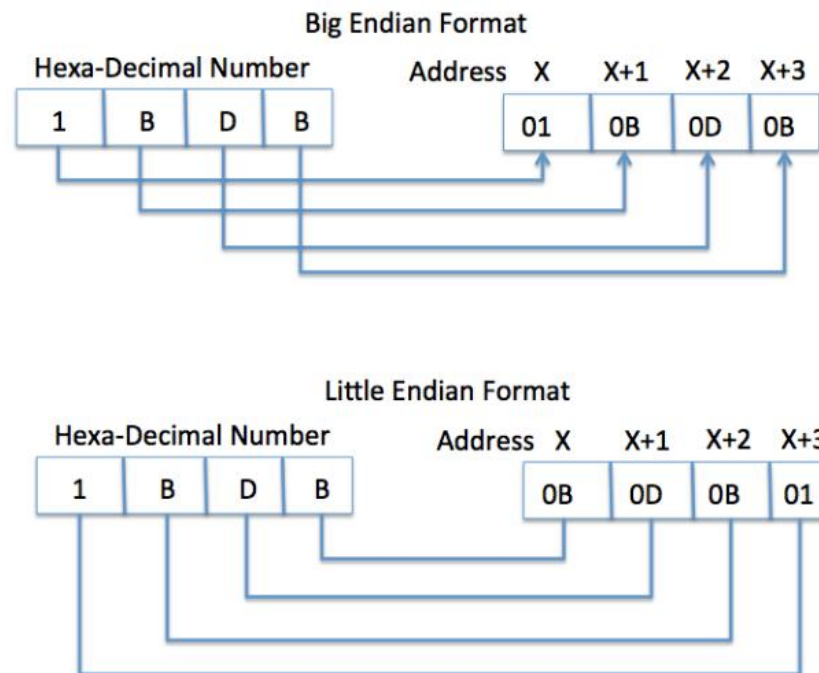 Big Endian Format
Hexa-Decimal Number Address X X+1 X+2 X+3
1 B D B 01 0B 0D 0B
Little Endian Format
Hexa-Decimal Number Address X X+1 X+2 X+3
1 B D B 0B 0D 0B 01